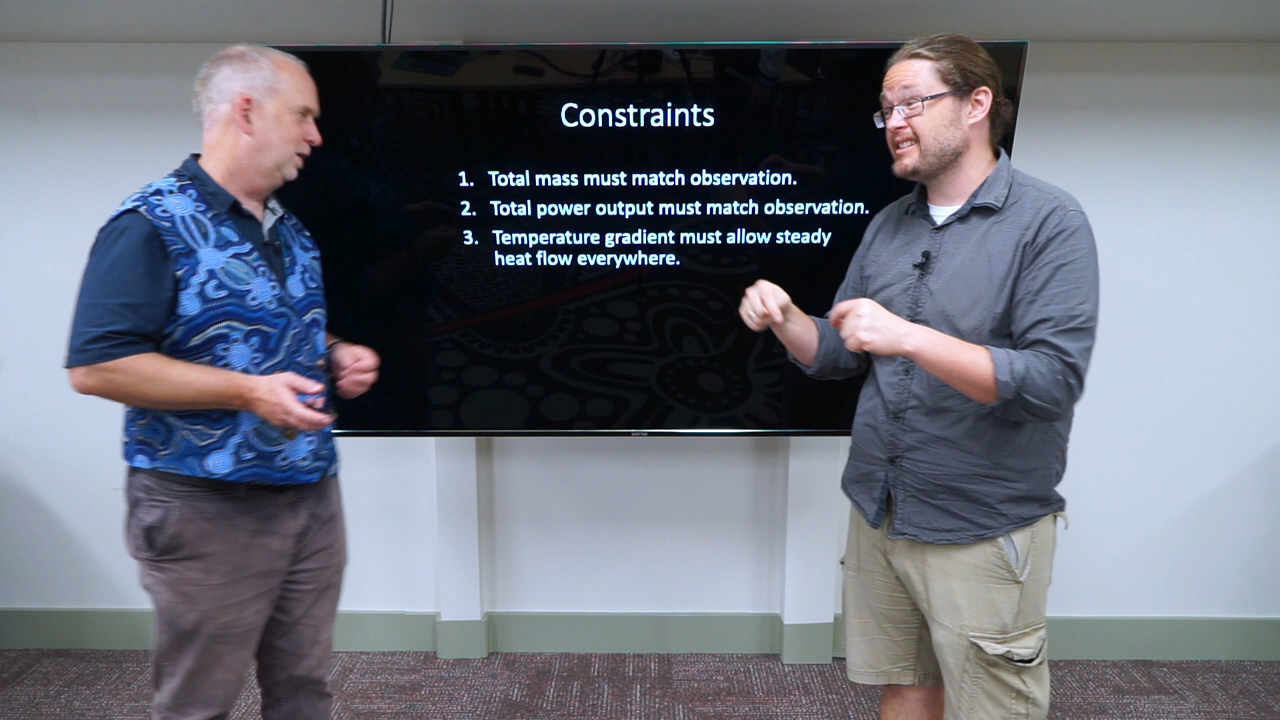 Constraints
1. Total mass must match observation.
2. Total power output must match observation.
3. Temperature gradient must allow steady
heat flow everywhere.